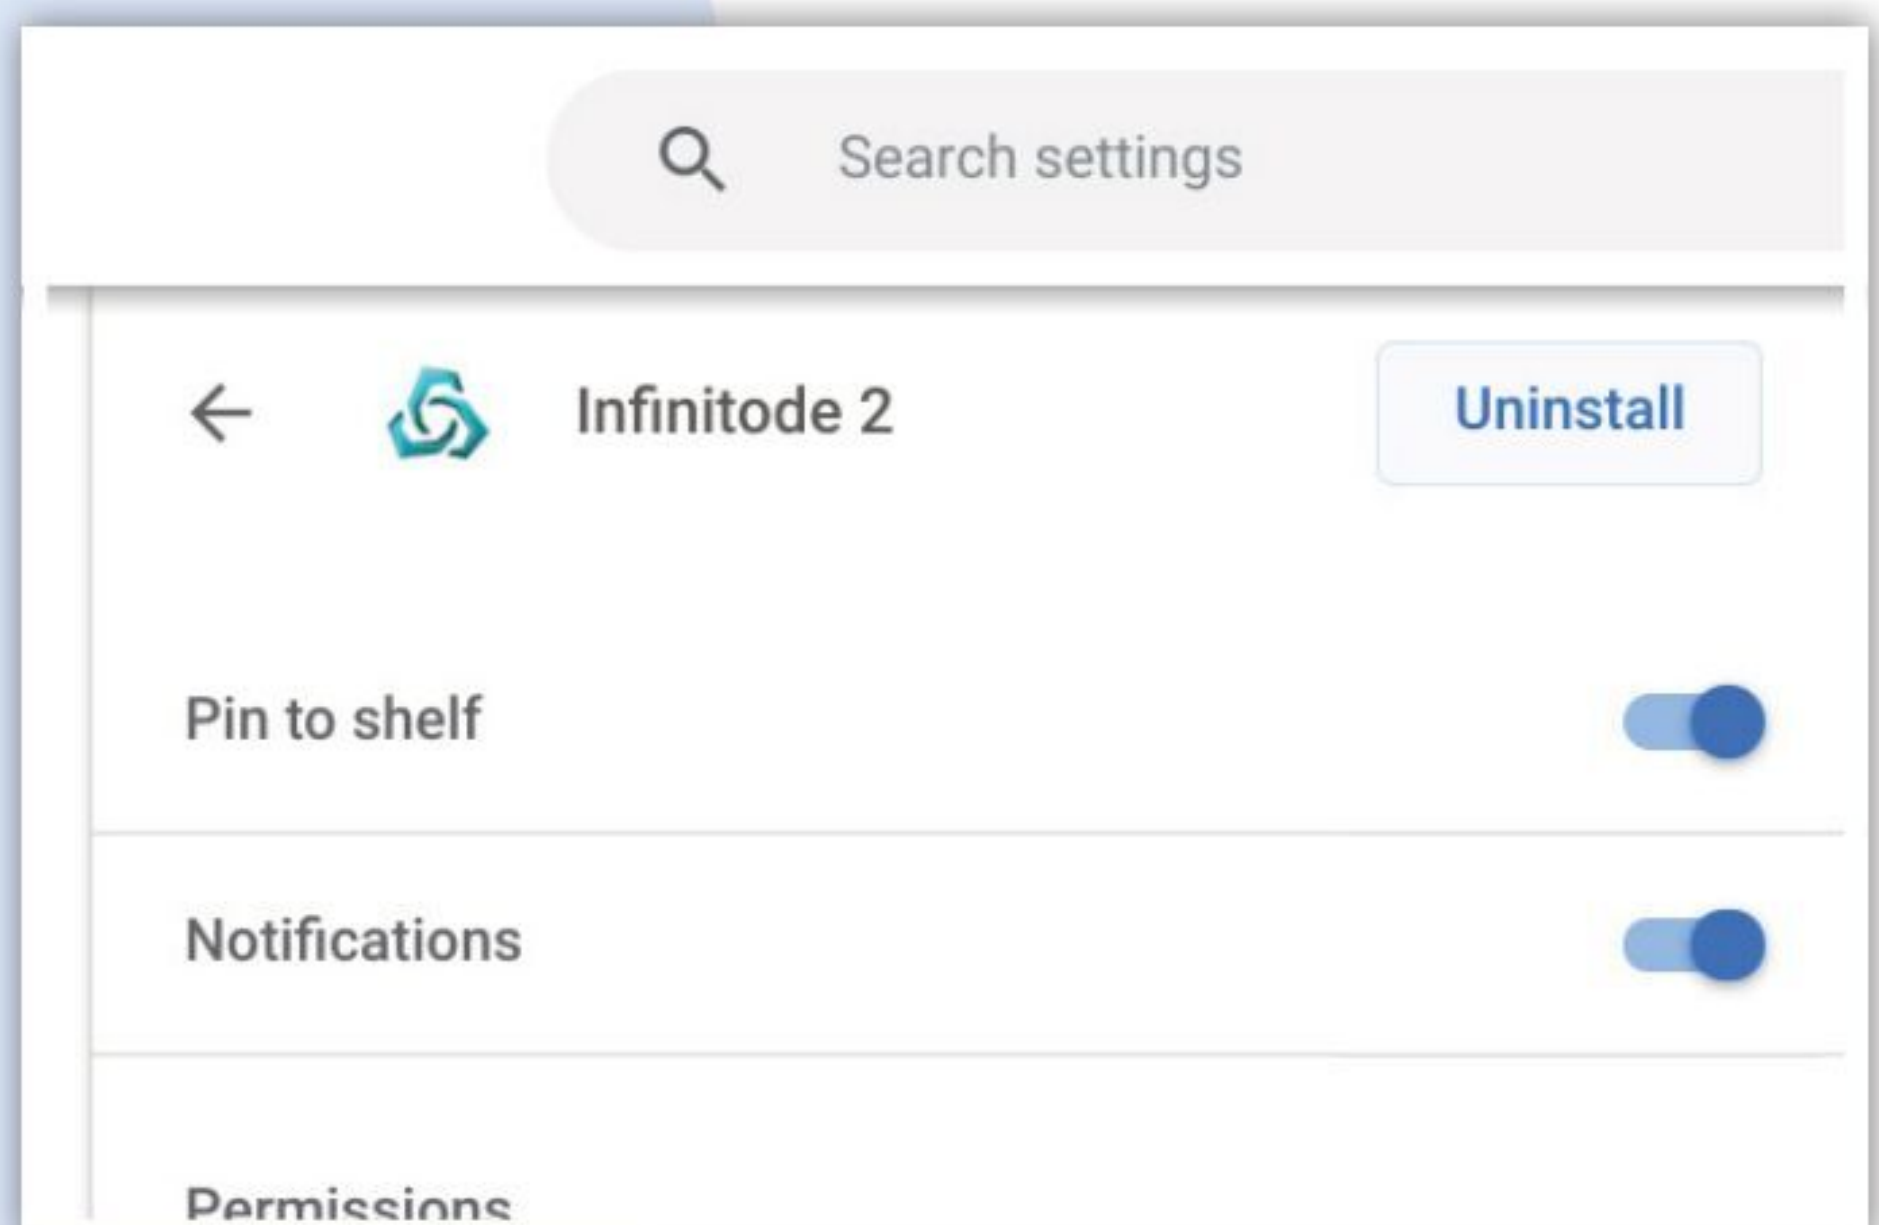 Search settings
Infinitode 2
Uninstall
Pin to shelf
Notifications
Permissions